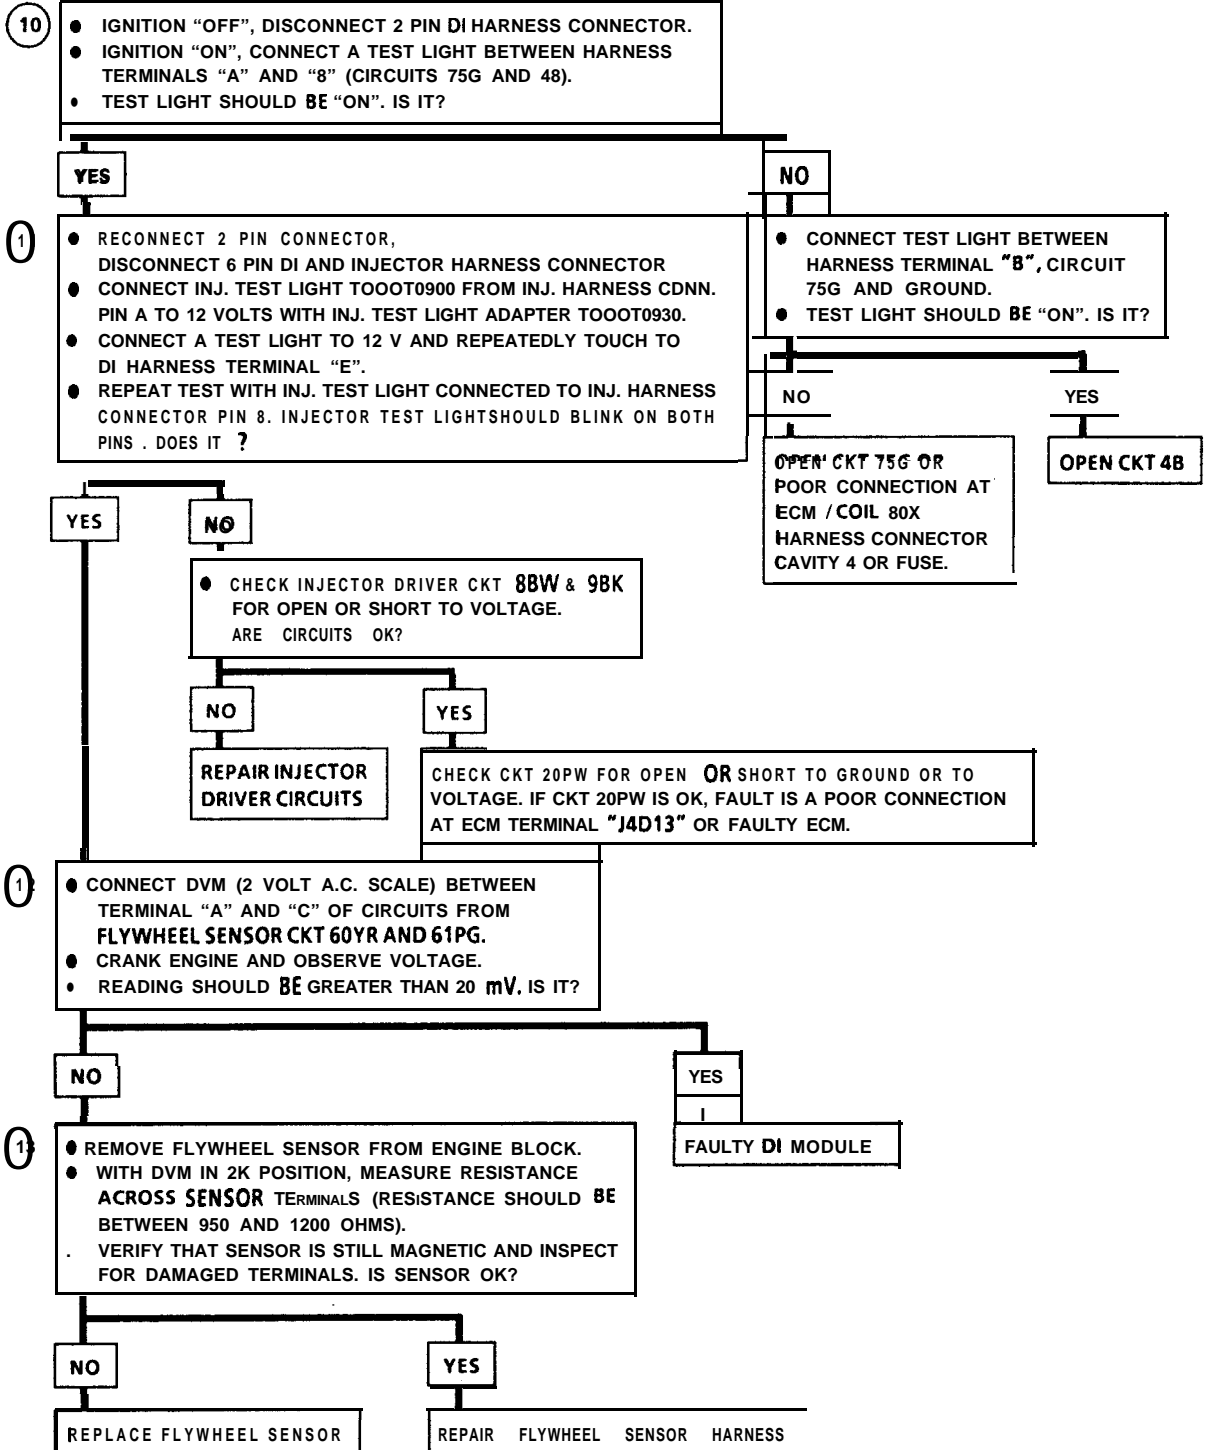 10
● IGNITION “OFF”, DISCONNECT 2 PIN DI HARNESS CONNECTOR.
● IGNITION “ON”, CONNECT A TEST LIGHT BETWEEN HARNESS
TERMINALS “A” AND “8” (CIRCUITS 75G AND 48).
• TEST LIGHT SHOULD BE “ON”. IS IT?
YES
NO
1
● RECONNECT 2 PIN CONNECTOR,
DISCONNECT 6 PIN DI AND INJECTOR HARNESS CONNECTOR
● CONNECT INJ. TEST LIGHT TOOOT0900 FROM INJ. HARNESS CDNN.
PIN A TO 12 VOLTS WITH INJ. TEST LIGHT ADAPTER TOOOT0930.
● CONNECT A TEST LIGHT TO 12 V AND REPEATEDLY TOUCH TO
DI HARNESS TERMINAL “E”.
● REPEAT TEST WITH INJ. TEST LIGHT CONNECTED TO INJ. HARNESS
CONNECTOR PIN 8. INJECTOR TEST LIGHTSHOULD BLINK ON BOTH
PINS . DOES IT ?
● CONNECT TEST LIGHT BETWEEN
HARNESS TERMINAL "B", CIRCUIT
75G AND GROUND.
● TEST LIGHT SHOULD BE “ON”. IS IT?
NO
YES
OPEN CKT 75G OR
POOR CONNECTION AT
ECM / COIL 80X
HARNESS CONNECTOR
CAVITY 4 OR FUSE.
OPEN CKT 4B
YES
NO
● CHECK INJECTOR DRIVER CKT 8BW & 9BK
FOR OPEN OR SHORT TO VOLTAGE.
ARE CIRCUITS OK?
NO
YES
REPAIR INJECTOR
DRIVER CIRCUITS
CHECK CKT 20PW FOR OPEN OR SHORT TO GROUND OR TO
VOLTAGE. IF CKT 20PW IS OK, FAULT IS A POOR CONNECTION
AT ECM TERMINAL "J4D13" OR FAULTY ECM.
12
● CONNECT DVM (2 VOLT A.C. SCALE) BETWEEN
TERMINAL “A” AND “C” OF CIRCUITS FROM
FLYWHEEL SENSOR CKT 60YR AND 61PG.
● CRANK ENGINE AND OBSERVE VOLTAGE.
• READING SHOULD BE GREATER THAN 20 mV. IS IT?
NO
YES
I
FAULTY DI MODULE
13
● REMOVE FLYWHEEL SENSOR FROM ENGINE BLOCK.
● WITH DVM IN 2K POSITION, MEASURE RESISTANCE
ACROSS SENSOR TERMINALS (RESiSTANCE SHOULD BE
BETWEEN 950 AND 1200 OHMS).
. VERIFY THAT SENSOR IS STILL MAGNETIC AND INSPECT
FOR DAMAGED TERMINALS. IS SENSOR OK?
NO
YES
REPLACE FLYWHEEL SENSOR
REPAIR FLYWHEEL SENSOR HARNESS